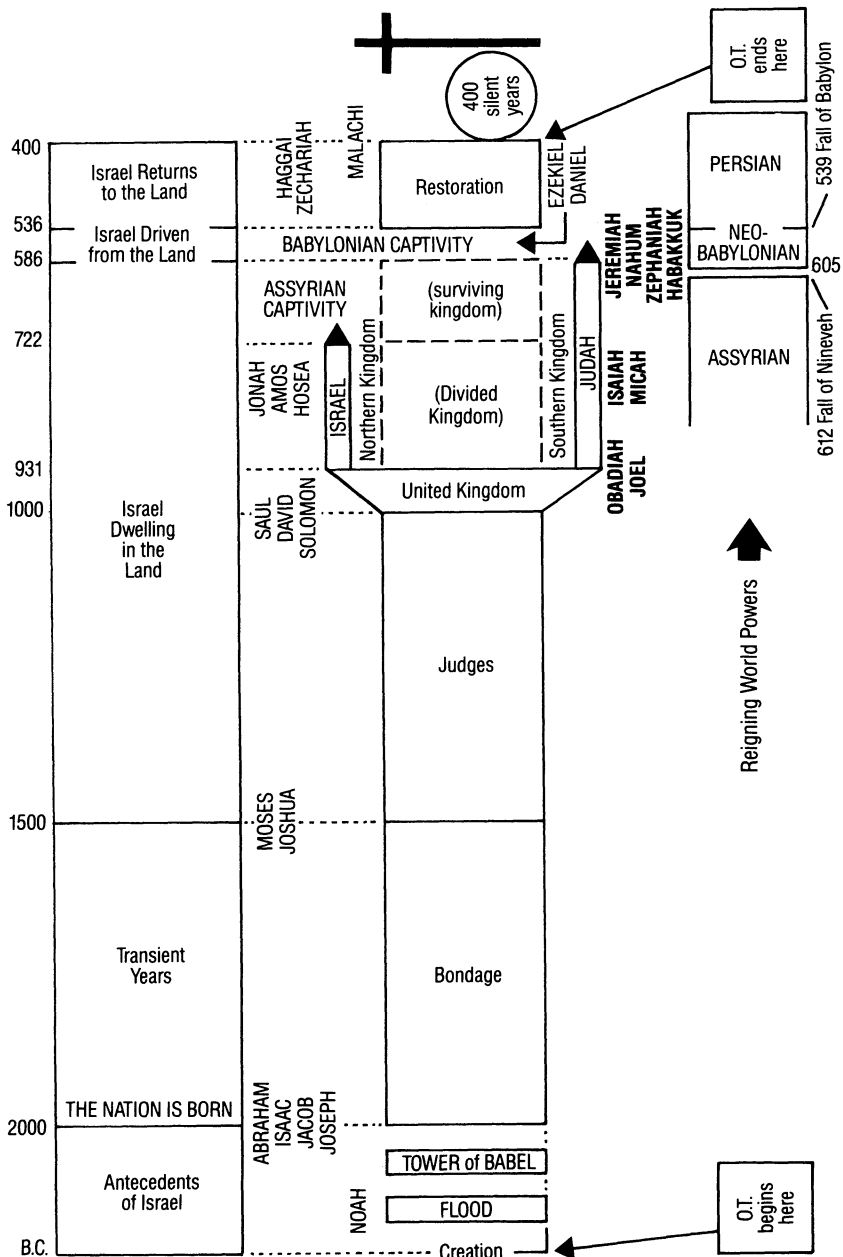 O.T.
ends
here
400
silent
years
400
Israel Returns
to the Land
HAGGAI
ZECHARIAH
MALACHI
Restoration
EZEKIEL
DANIEL
PERSIAN
539 Fall of Babylon
536
Israel Driven
from the Land
586
BABYLONIAN CAPTIVITY
JEREMIAH
NAHUM
ZEPHANIAH
HABAKKUK
NEO-
BABYLONIAN
605
ASSYRIAN
CAPTIVITY
(surviving
kingdom)
722
JONAH
AMOS
HOSEA
ISRAEL
Northern Kingdom
(Divided
Kingdom)
Southern Kingdom
JUDAH
ISAIAH
MICAH
ASSYRIAN
612 Fall of Nineveh
931
1000
Israel
Dwelling
in the
Land
SAUL
DAVID
SOLOMON
United Kingdom
OBADIAH
JOEL
Judges
Reigning World Powers
1500
MOSES
JOSHUA
Transient
Years
Bondage
THE NATION IS BORN
2000
ABRAHAM
ISAAC
JACOB
JOSEPH
TOWER of BABEL
Antecedents
of Israel
NOAH
FLOOD
O.T.
begins
here
B.C.
Creation